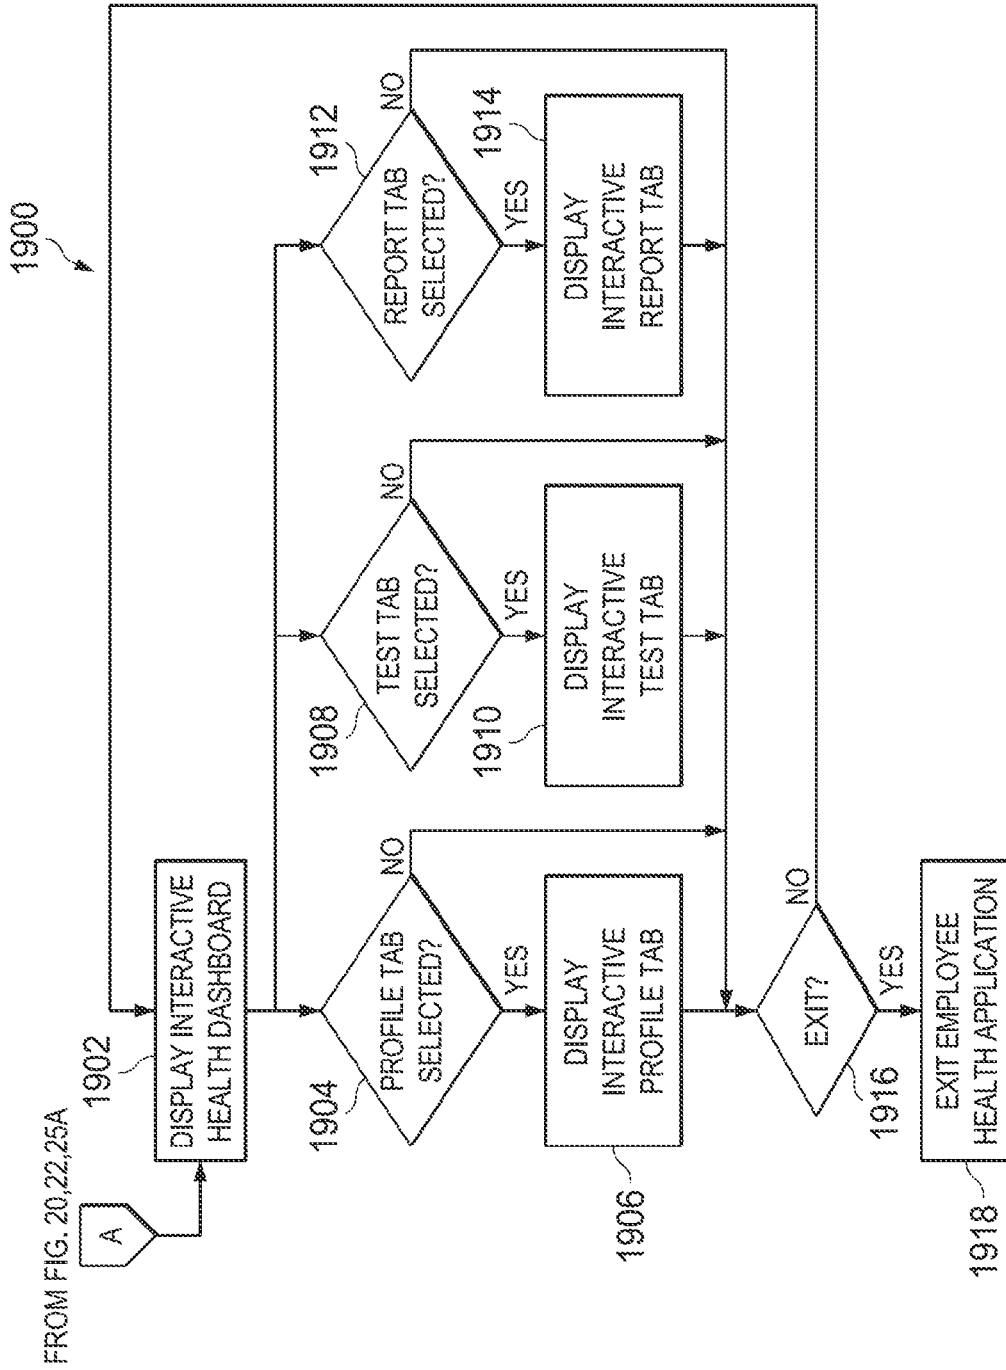 1900
FROM FIG. 20,22,25A
A
1902
DISPLAY INTERACTIVE
HEALTH DASHBOARD
1904
PROFILE TAB
SELECTED?
NO
YES
1908
TEST TAB
SELECTED?
NO
YES
1912
REPORT TAB
SELECTED?
NO
YES
1906
DISPLAY
INTERACTIVE
PROFILE TAB
1910
DISPLAY
INTERACTIVE
TEST TAB
1914
DISPLAY
INTERACTIVE
REPORT TAB
EXIT?
1916
NO
YES
EXIT EMPLOYEE
HEALTH APPLICATION
1918